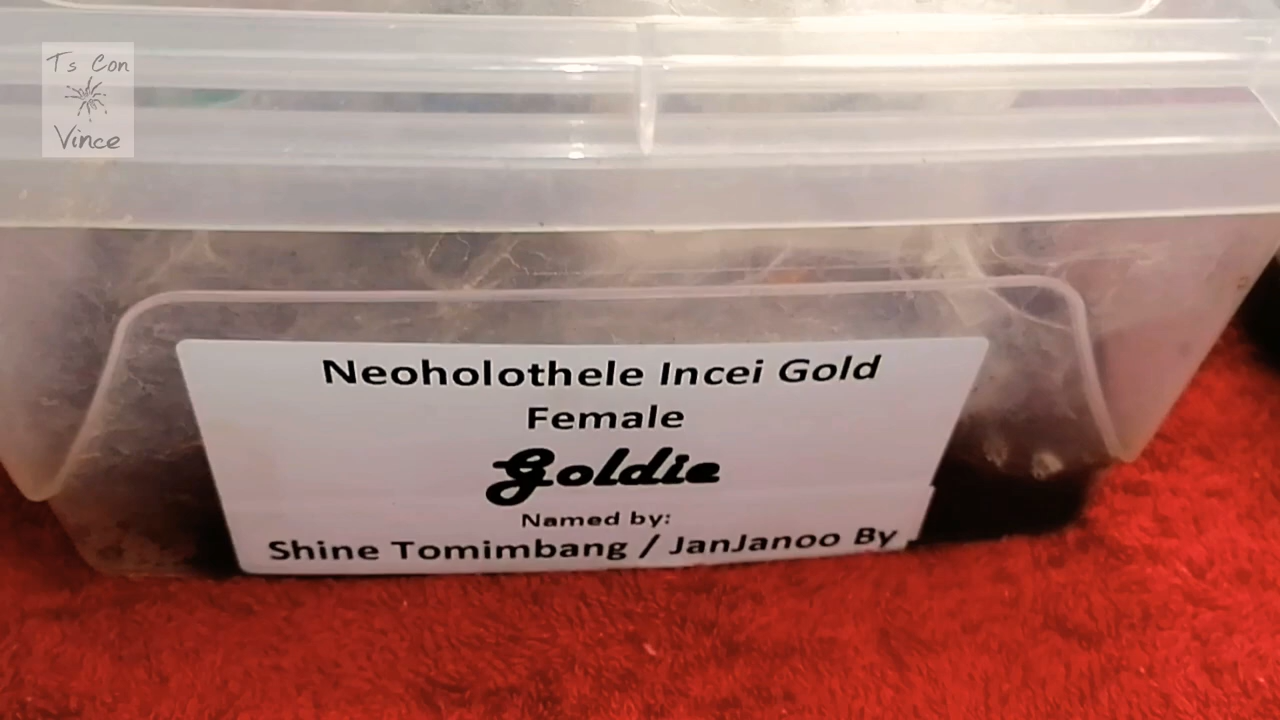 Ts Con
Vince
Neoholothele Incei Gold
Female
Goldie
Named by:
Shine Tomimbang / JanJanoo By